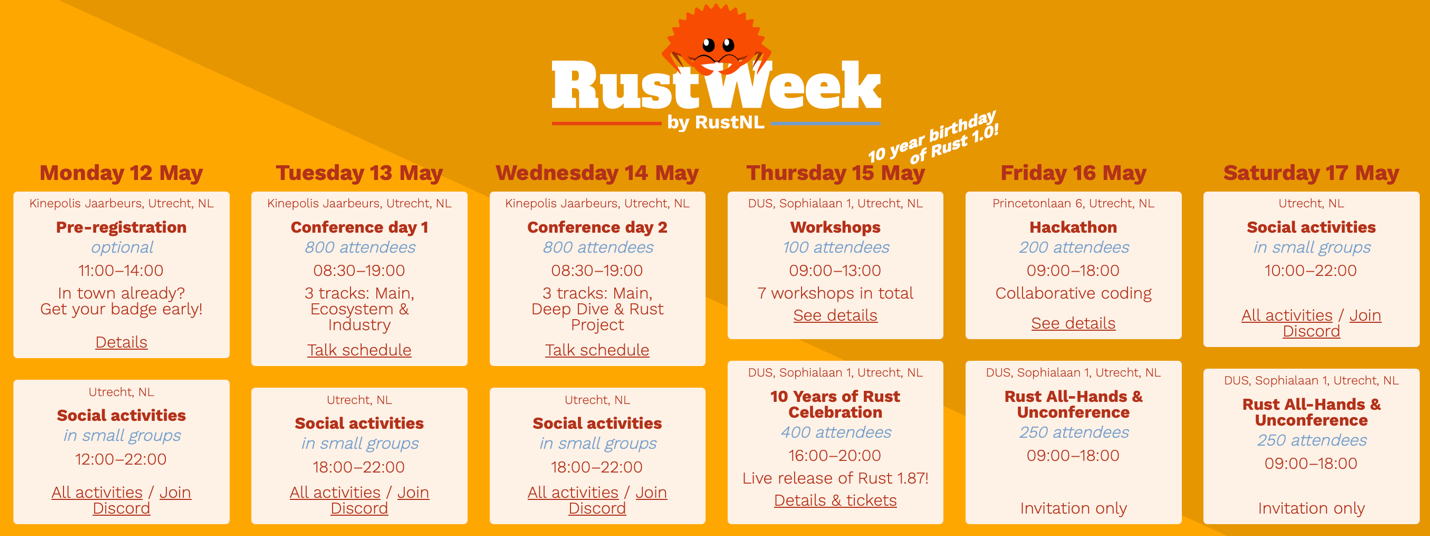 RustWeek
by RustNL
10 year birthday
of Rust 1.0!
Monday 12 May
Kinepolis Jaarbeurs, Utrecht, NL
Pre-registration
optional
11:00–14:00
In town already?
Get your badge early!
Details
Utrecht, NL
Social activities
in small groups
12:00–22:00
All activities / Join
Discord
Tuesday 13 May
Kinepolis Jaarbeurs, Utrecht, NL
Conference day 1
800 attendees
08:30–19:00
3 tracks: Main,
Ecosystem &
Industry
Talk schedule
Utrecht, NL
Social activities
in small groups
18:00–22:00
All activities / Join
Discord
Wednesday 14 May
Kinepolis Jaarbeurs, Utrecht, NL
Conference day 2
800 attendees
08:30–19:00
3 tracks: Main,
Deep Dive & Rust
Project
Talk schedule
Utrecht, NL
Social activities
in small groups
18:00–22:00
All activities / Join
Discord
Thursday 15 May
DUS, Sophialaan 1, Utrecht, NL
Workshops
100 attendees
09:00–13:00
7 workshops in total
See details
DUS, Sophialaan 1, Utrecht, NL
10 Years of Rust
Celebration
400 attendees
16:00–20:00
Live release of Rust 1.87!
Details & tickets
Friday 16 May
Princetonlaan 6, Utrecht, NL
Hackathon
200 attendees
09:00–18:00
Collaborative coding
See details
DUS, Sophialaan 1, Utrecht, NL
Rust All-Hands &
Unconference
250 attendees
09:00–18:00
Invitation only
Saturday 17 May
Utrecht, NL
Social activities
in small groups
10:00–22:00
All activities / Join
Discord
DUS, Sophialaan 1, Utrecht, NL
Rust All-Hands &
Unconference
250 attendees
09:00–18:00
Invitation only